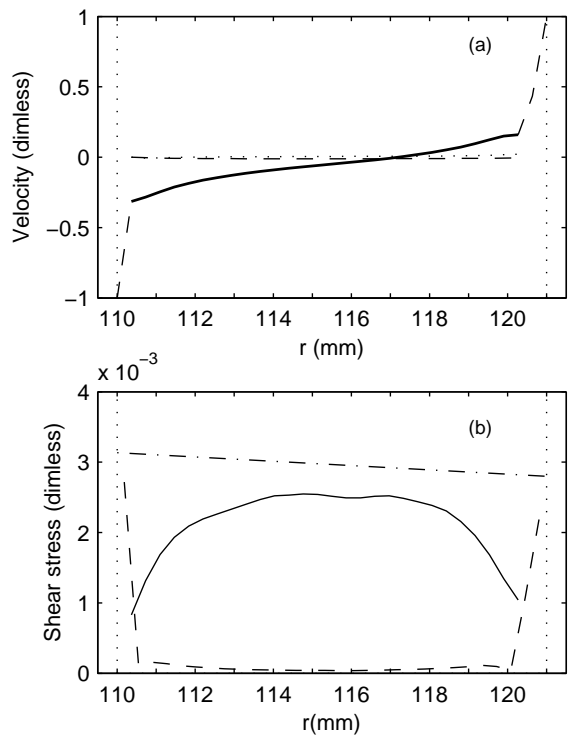 1
0.5
0
−0.5
−1
Velocity (dimless)
(a)
110 112 114 116 118 120
r (mm)
x 10−3
4
3
2
1
0
Shear stress (dimless)
(b)
110 112 114 116 118 120
r(mm)